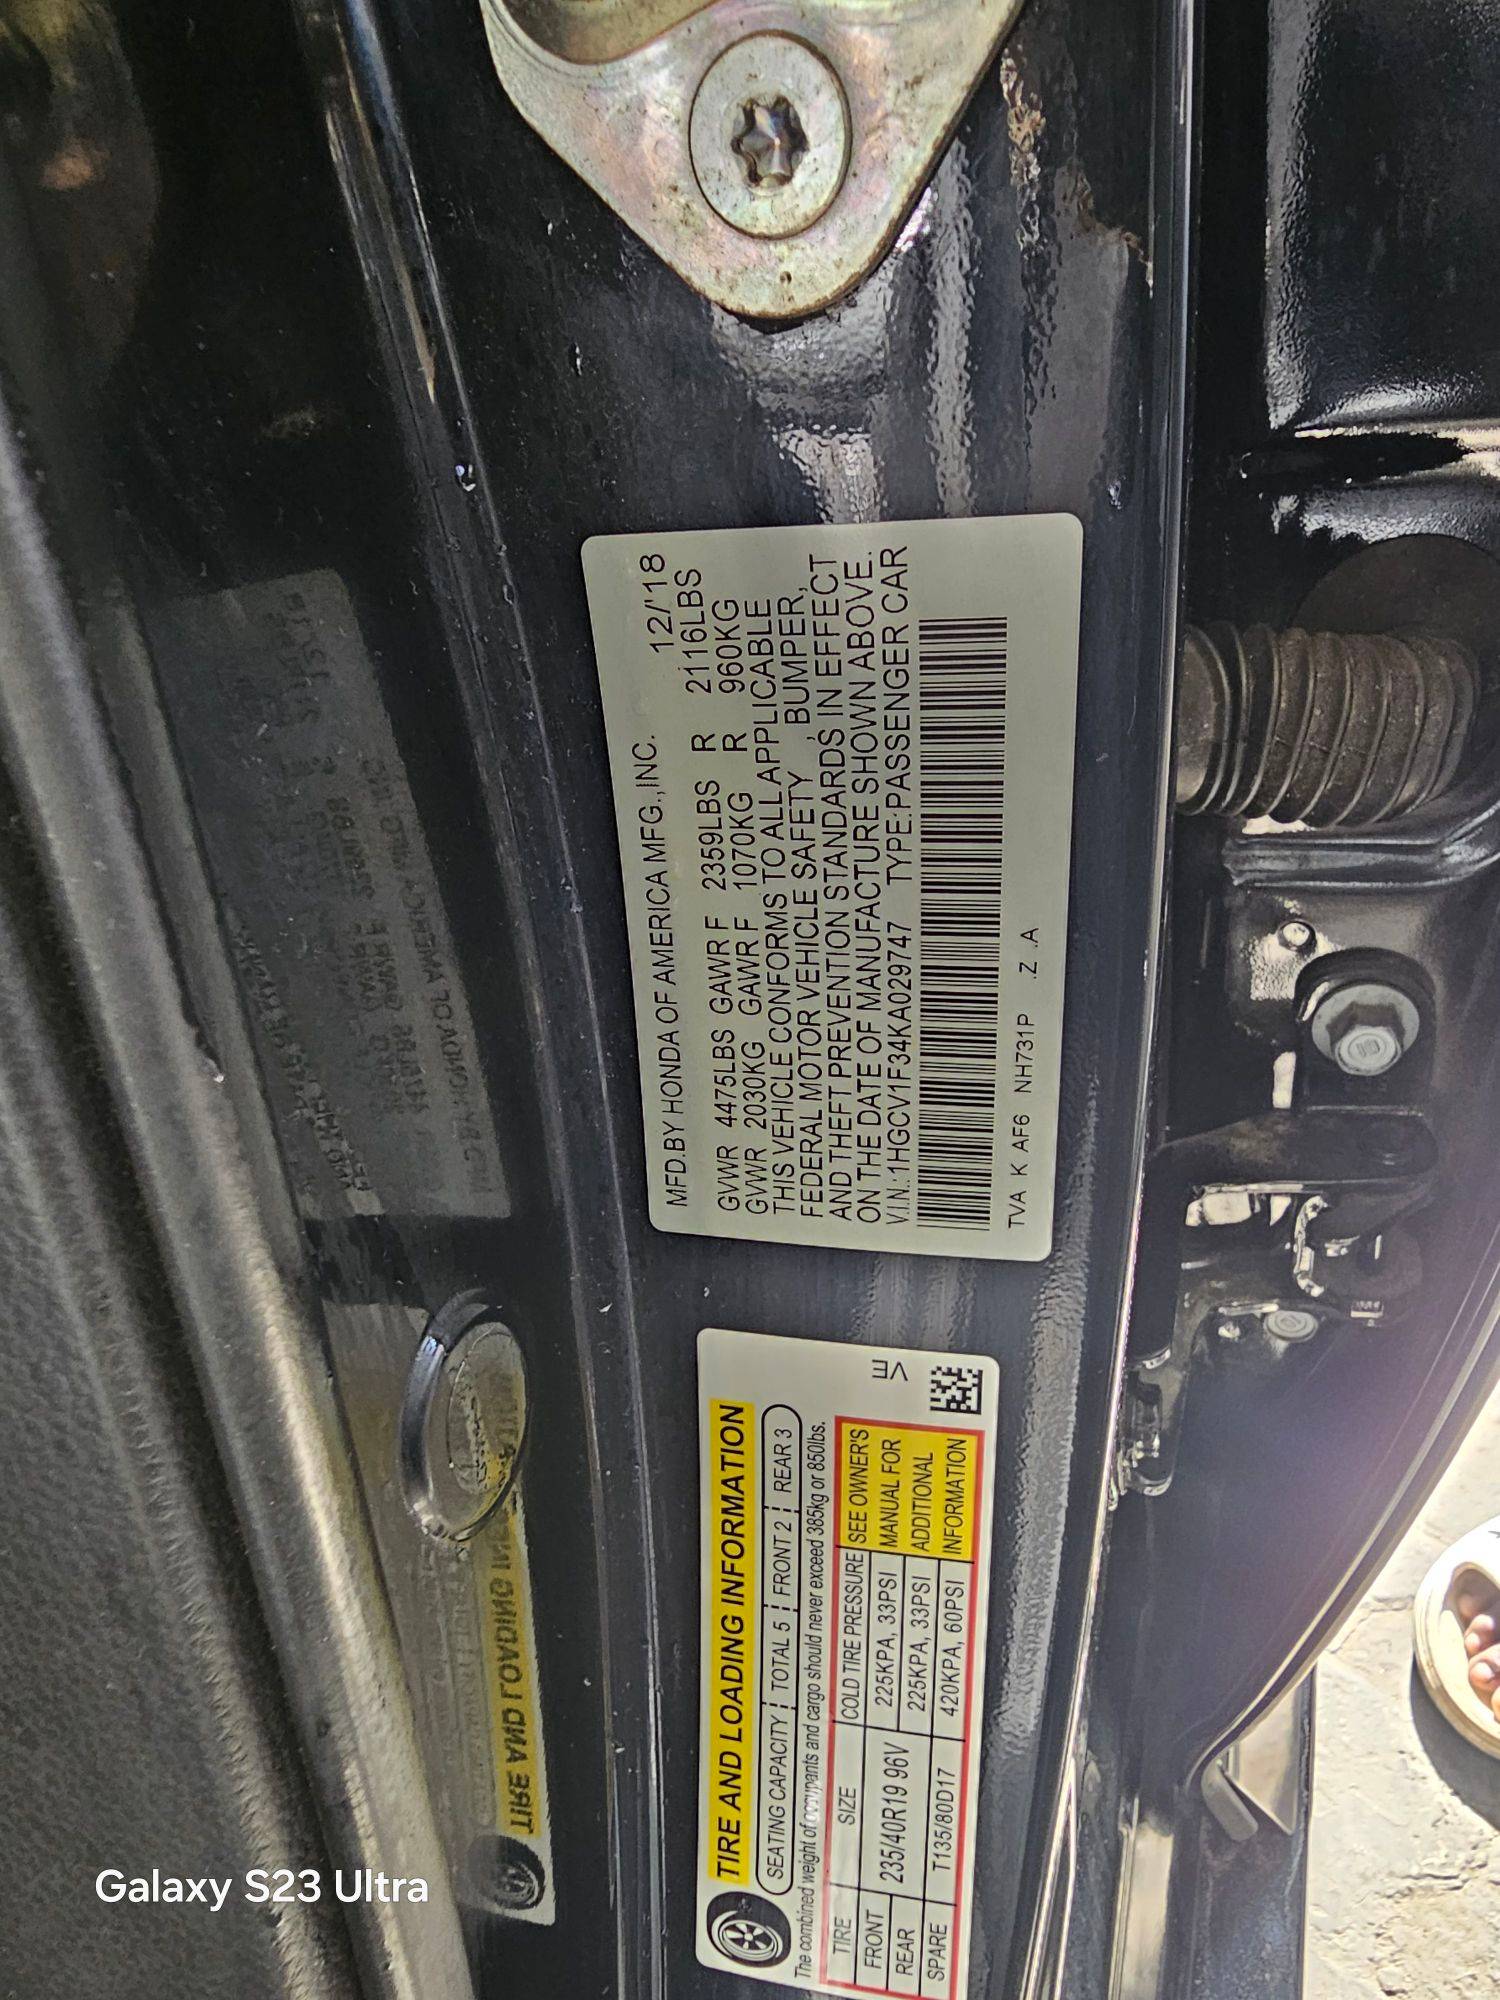 MFD.BY HONDA OF AMERICA MFG.,INC. 12/'18
GVWR 4475LBS GAWR F 2359LBS R 2116LBS
GVWR 2030KG GAWR F 1070KG R 960KG
THIS VEHICLE CONFORMS TO ALL APPLICABLE
FEDERAL MOTOR VEHICLE SAFETY , BUMPER,
AND THEFT PREVENTION STANDARDS IN EFFECT
ON THE DATE OF MANUFACTURE SHOWN ABOVE.
V.I.N.:1HGCV1F34KA029747 TYPE:PASSENGER CAR
TVA K AF6 NH731P .Z .A
TIRE AND LOADING INFORMATION
SEATING CAPACITY TOTAL 5 FRONT 2 REAR 3
The combined weight of occupants and cargo should never exceed 385kg or 850lbs.
TIRE SIZE COLD TIRE PRESSURE SEE OWNER'S
FRONT 235/40R19 96V 225KPA, 33PSI MANUAL FOR
REAR 225KPA, 33PSI ADDITIONAL
SPARE T135/80D17 420KPA, 60PSI INFORMATION
VE
Galaxy S23 Ultra